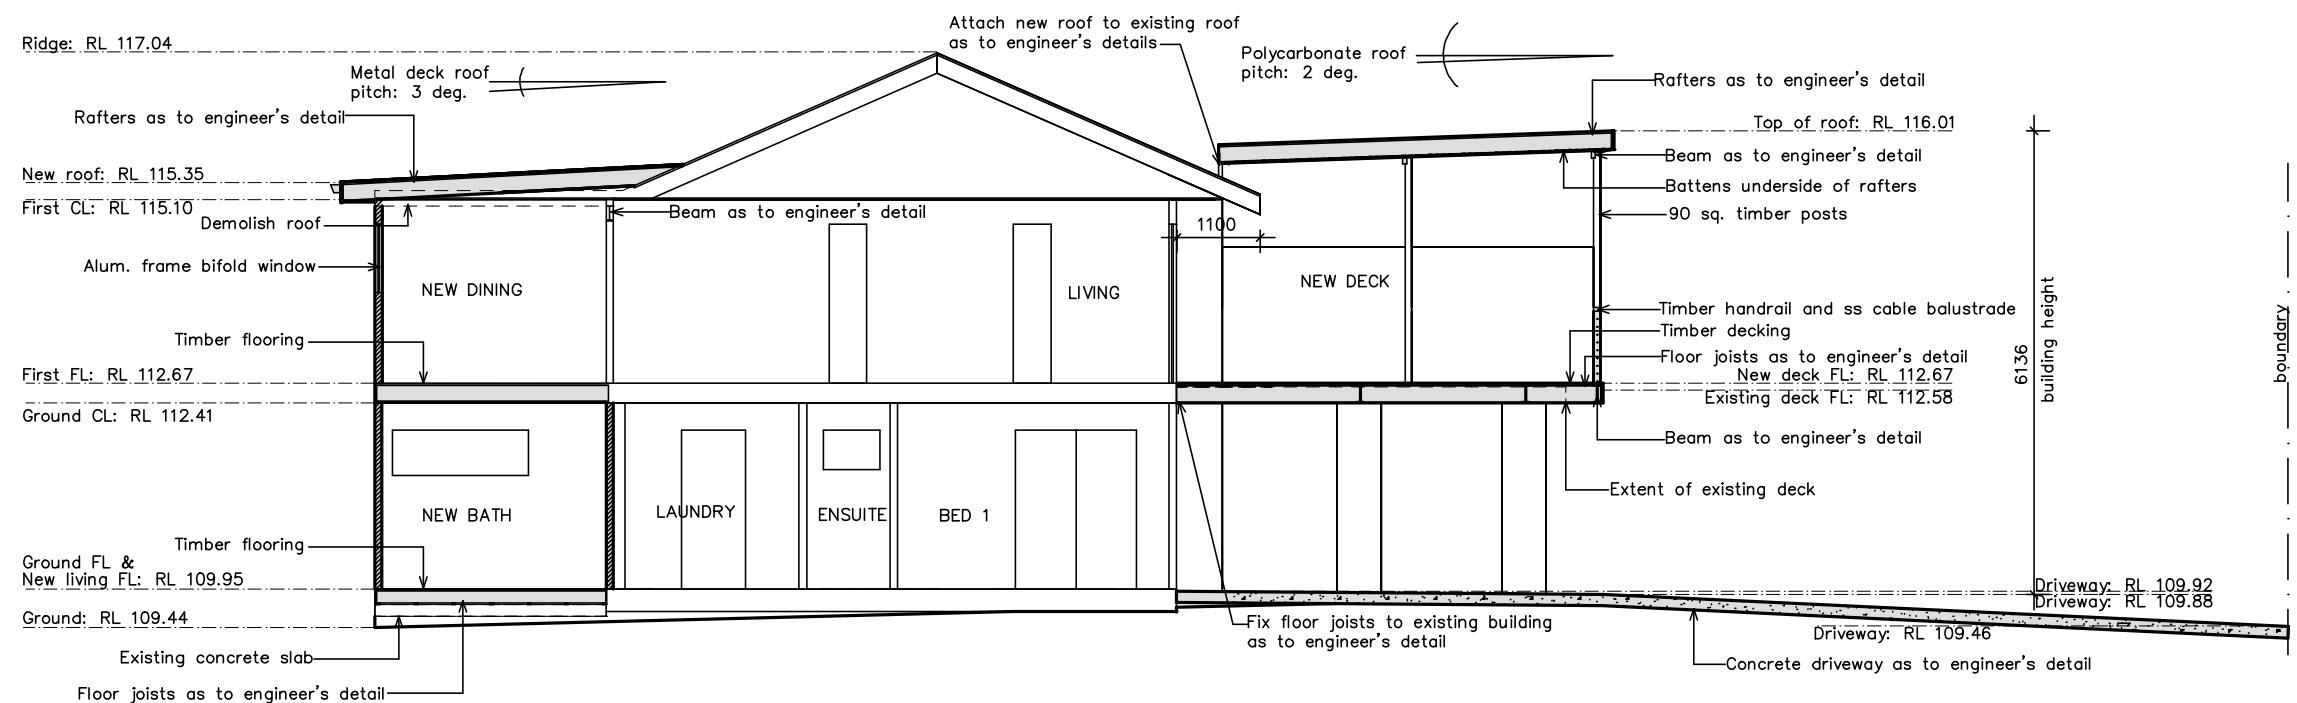 Attach new roof to existing roof
as to engineer's details
Ridge: RL 117.04
Polycarbonate roof
pitch: 2 deg.
Metal deck roof
pitch: 3 deg.
Rafters as to engineer's detail
Rafters as to engineer's detail
Top of roof: RL 116.01
Beam as to engineer's detail
New roof: RL 115.35
Battens underside of rafters
First CL: RL 115.10
Beam as to engineer's detail
90 sq. timber posts
Demolish roof
1100
Alum. frame bifold window
NEW DINING
LIVING
NEW DECK
Timber handrail and ss cable balustrade
Timber decking
Timber flooring
Floor joists as to engineer's detail
First FL: RL 112.67
New deck FL: RL 112.67
Existing deck FL: RL 112.58
6136
building height
boundary
Ground CL: RL 112.41
Beam as to engineer's detail
Extent of existing deck
NEW BATH
LAUNDRY
ENSUITE
BED 1
Timber flooring
Ground FL &
New living FL: RL 109.95
Driveway: RL 109.92
Driveway: RL 109.88
Ground: RL 109.44
Fix floor joists to existing building
as to engineer's detail
Driveway: RL 109.46
Existing concrete slab
Concrete driveway as to engineer's detail
Floor joists as to engineer's detail